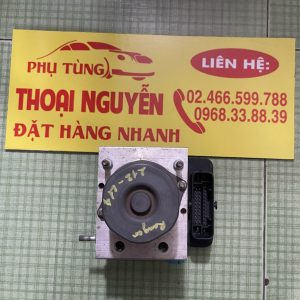 PHỤ TÙNG
LIÊN HỆ:
THOẠI NGUYỄN
02.466.599.788
0968.33.88.39
ĐẶT HÀNG NHANH